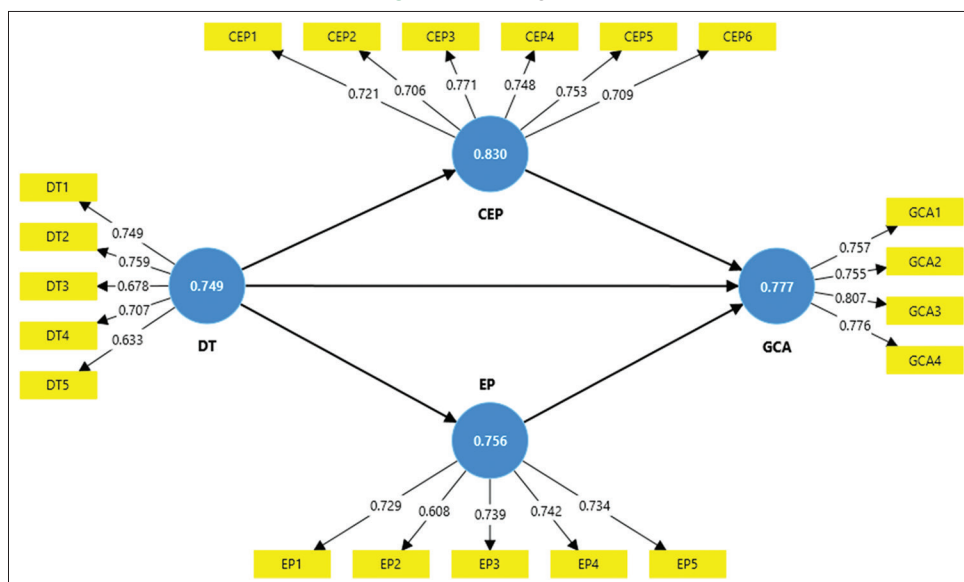 CEP1 CEP2 CEP3 CEP4 CEP5 CEP6
0.721 0.706 0.771 0.748 0.753 0.709
0.830
CEP
DT1
DT2
DT3
DT4
DT5
0.749
0.759
0.678
0.707
0.633
0.749
DT
0.777
GCA
0.757
0.755
0.807
0.776
GCA1
GCA2
GCA3
GCA4
EP
0.756
0.729 0.608 0.739 0.742 0.734
EP1 EP2 EP3 EP4 EP5